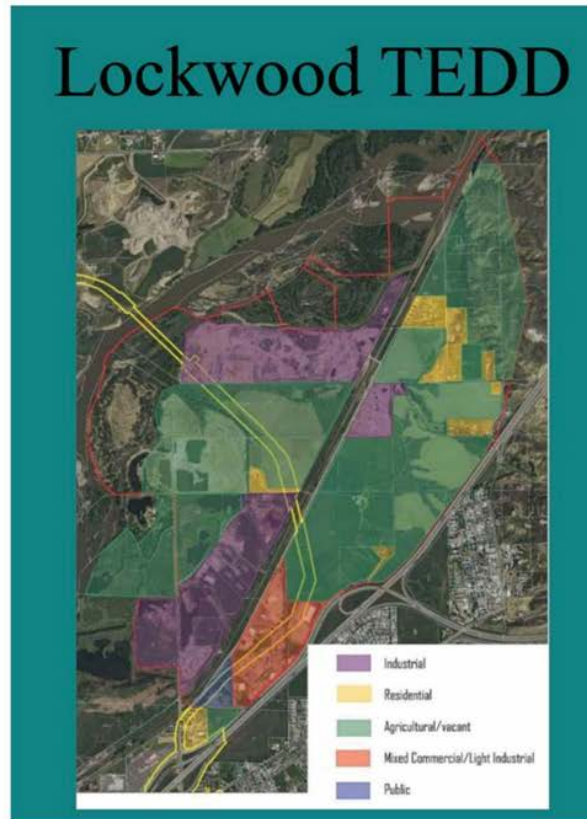 Lockwood TEDD
Industrial
Residential
Agricultural/vacant
Mixed Commercial/Light Industrial
Public